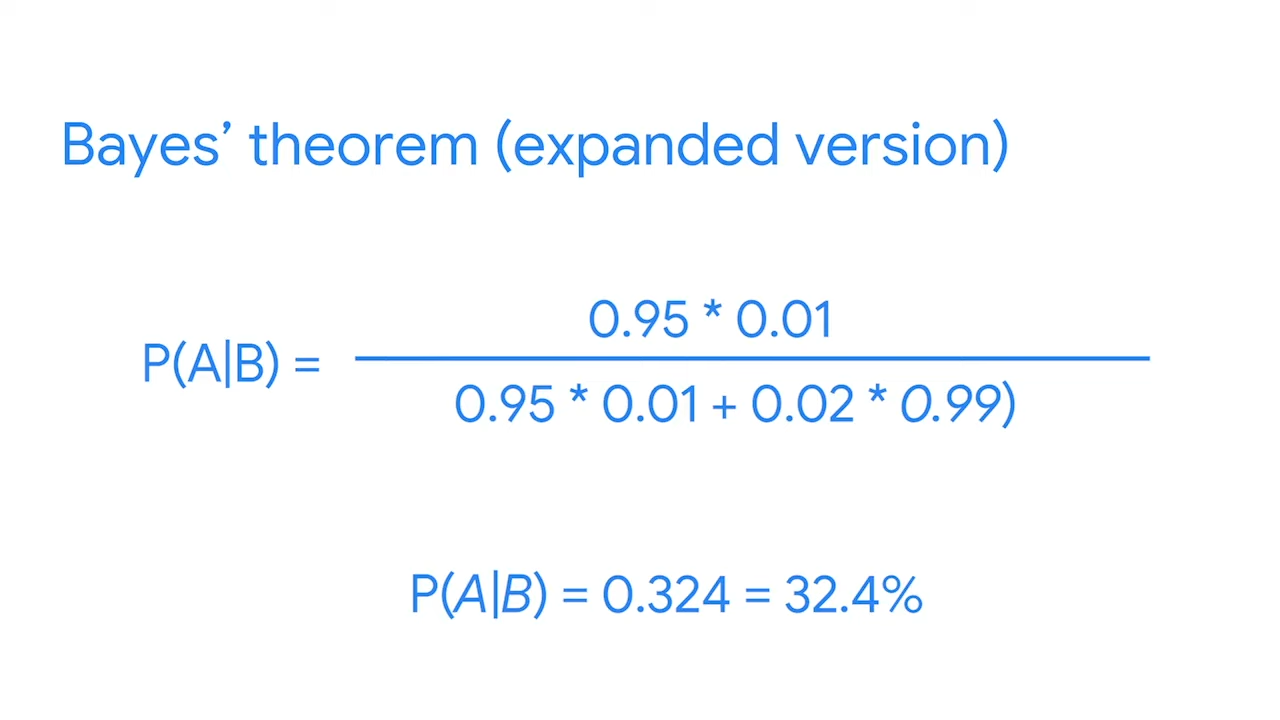 Bayes’ theorem (expanded version)
0.95 * 0.01
P(A|B) =
0.95 * 0.01 + 0.02 * 0.99)
P(A|B) = 0.324 = 32.4%